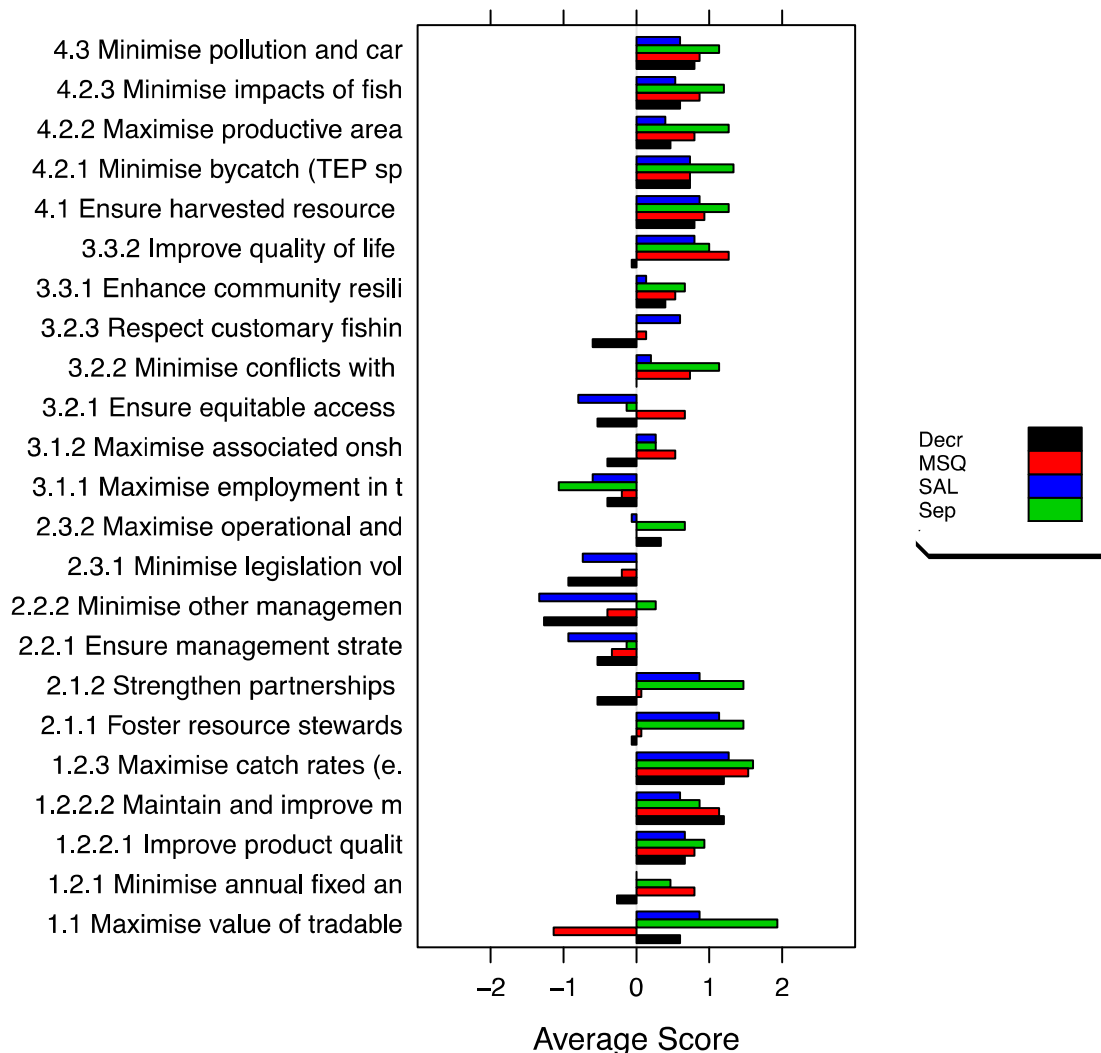 4.3 Minimise pollution and car
4.2.3 Minimise impacts of fish
4.2.2 Maximise productive area
4.2.1 Minimise bycatch (TEP sp
4.1 Ensure harvested resource
3.3.2 Improve quality of life
3.3.1 Enhance community resili
3.2.3 Respect customary fishin
3.2.2 Minimise conflicts with
3.2.1 Ensure equitable access
3.1.2 Maximise associated onsh
3.1.1 Maximise employment in t
2.3.2 Maximise operational and
2.3.1 Minimise legislation vol
2.2.2 Minimise other managemen
2.2.1 Ensure management strate
2.1.2 Strengthen partnerships
2.1.1 Foster resource stewards
1.2.3 Maximise catch rates (e.
1.2.2.2 Maintain and improve m
1.2.2.1 Improve product qualit
1.2.1 Minimise annual fixed an
1.1 Maximise value of tradable
−2 −1 0 1 2
Average Score
Decr
MSQ
SAL
Sep